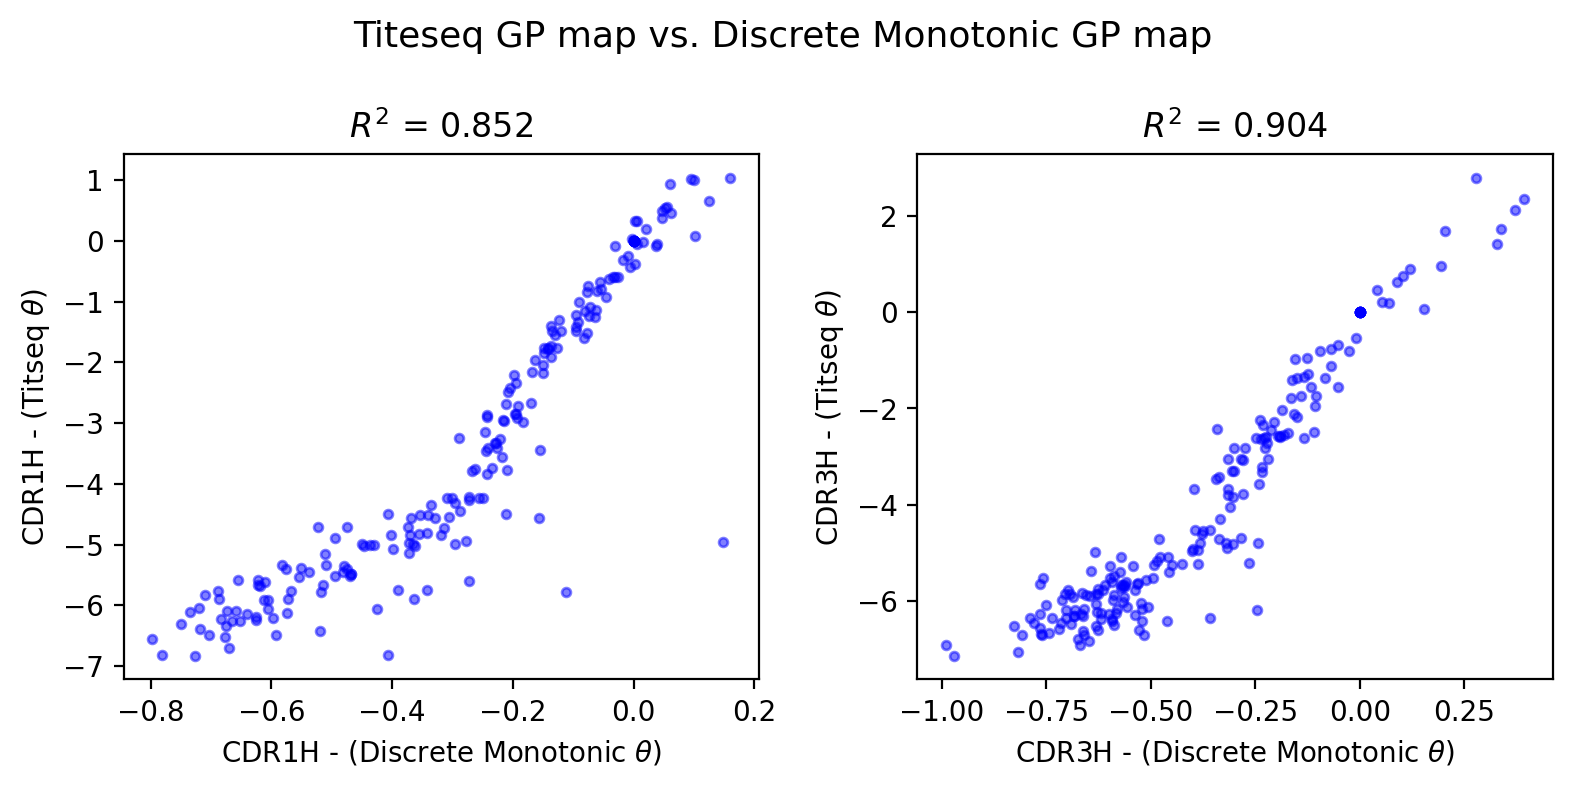 Titeseq GP map vs. Discrete Monotonic GP map
R² = 0.852
R² = 0.904
CDR1H - (Titseq θ)
1
0
−1
−2
−3
−4
−5
−6
−7
−0.8 −0.6 −0.4 −0.2 0.0 0.2
CDR1H - (Discrete Monotonic θ)
CDR3H - (Titseq θ)
2
0
−2
−4
−6
−1.00 −0.75 −0.50 −0.25 0.00 0.25
CDR3H - (Discrete Monotonic θ)